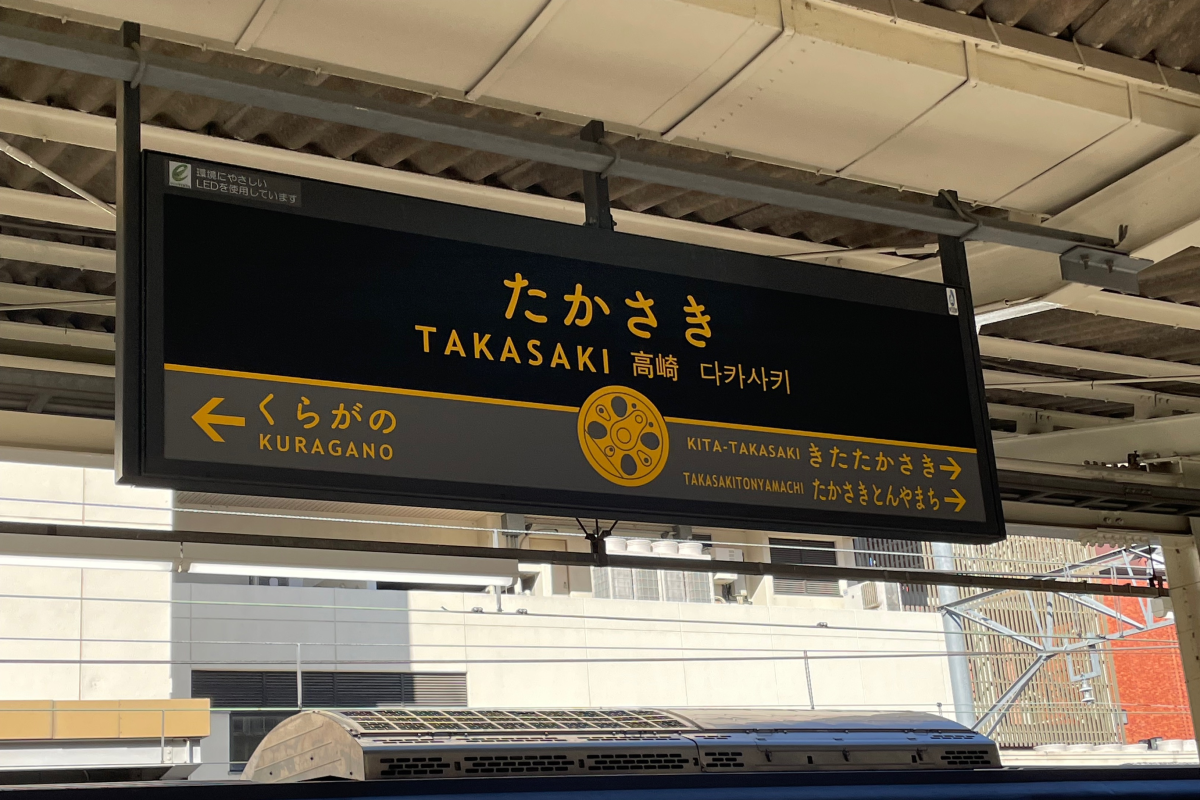 環境にやさしい
LEDを使用しています
たかさき
TAKASAKI 高崎 다카사키
← くらがの
KURAGANO
KITA-TAKASAKI きたたかさき →
TAKASAKITONYAMACHI たかさきとんやまち →